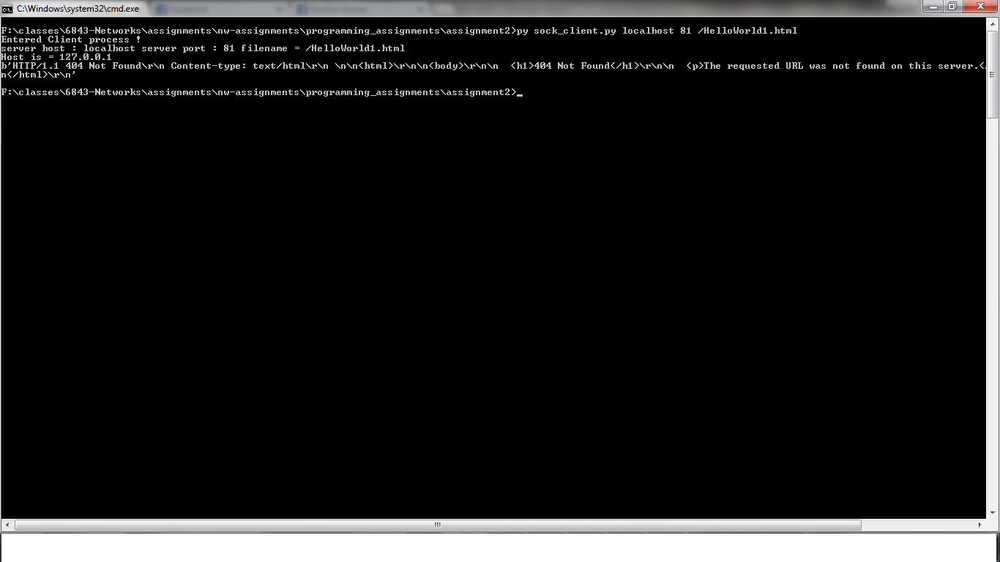 C:\Windows\system32\cmd.exe
F:\classes\6843-Networks\assignments\nw-assignments\programming_assignments\assignment2>py sock_client.py localhost 81 /HelloWorld1.html
Entered Client process !
server host : localhost server port : 81 filename = /HelloWorld1.html
Host is = 127.0.0.1
b'HTTP/1.1 404 Not Found\r\n Content-type: text/html\r\n \n\n<html>\r\n\n<body>\r\n\n  <h1>404 Not Found</h1>\r\n\n  <p>The requested URL was not found on this server.<
n</html>\r\n'
F:\classes\6843-Networks\assignments\nw-assignments\programming_assignments\assignment2>_